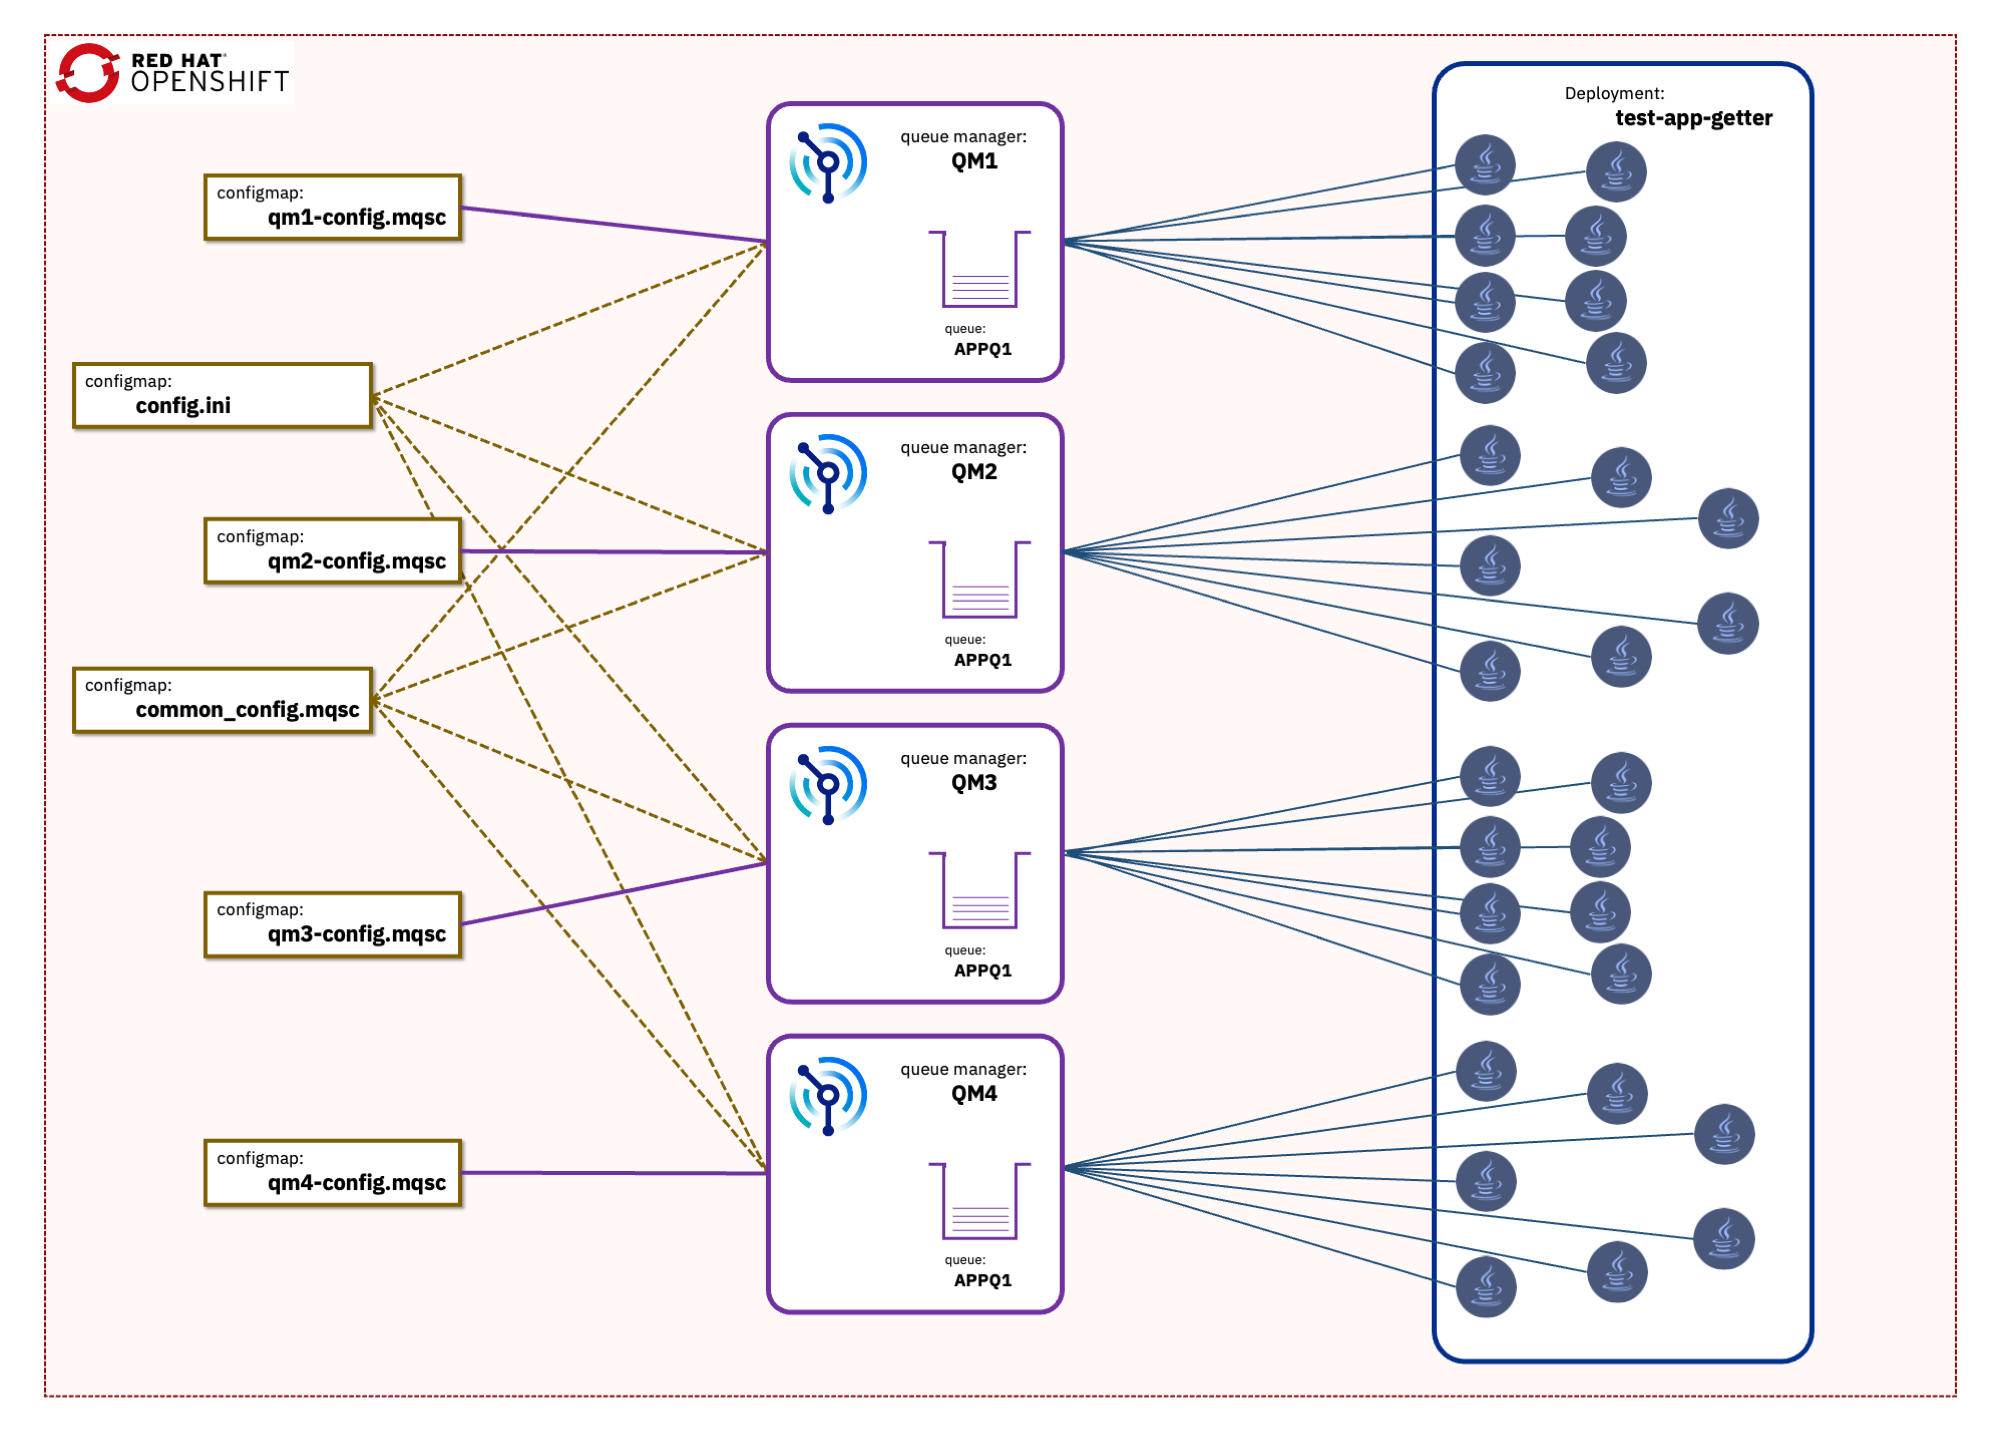 RED HAT®
OPENSHIFT
configmap:
qm1-config.mqsc
configmap:
config.ini
configmap:
qm2-config.mqsc
configmap:
common_config.mqsc
configmap:
qm3-config.mqsc
configmap:
qm4-config.mqsc
queue manager:
QM1
queue:
APPQ1
queue manager:
QM2
queue:
APPQ1
queue manager:
QM3
queue:
APPQ1
queue manager:
QM4
queue:
APPQ1
Deployment:
test-app-getter